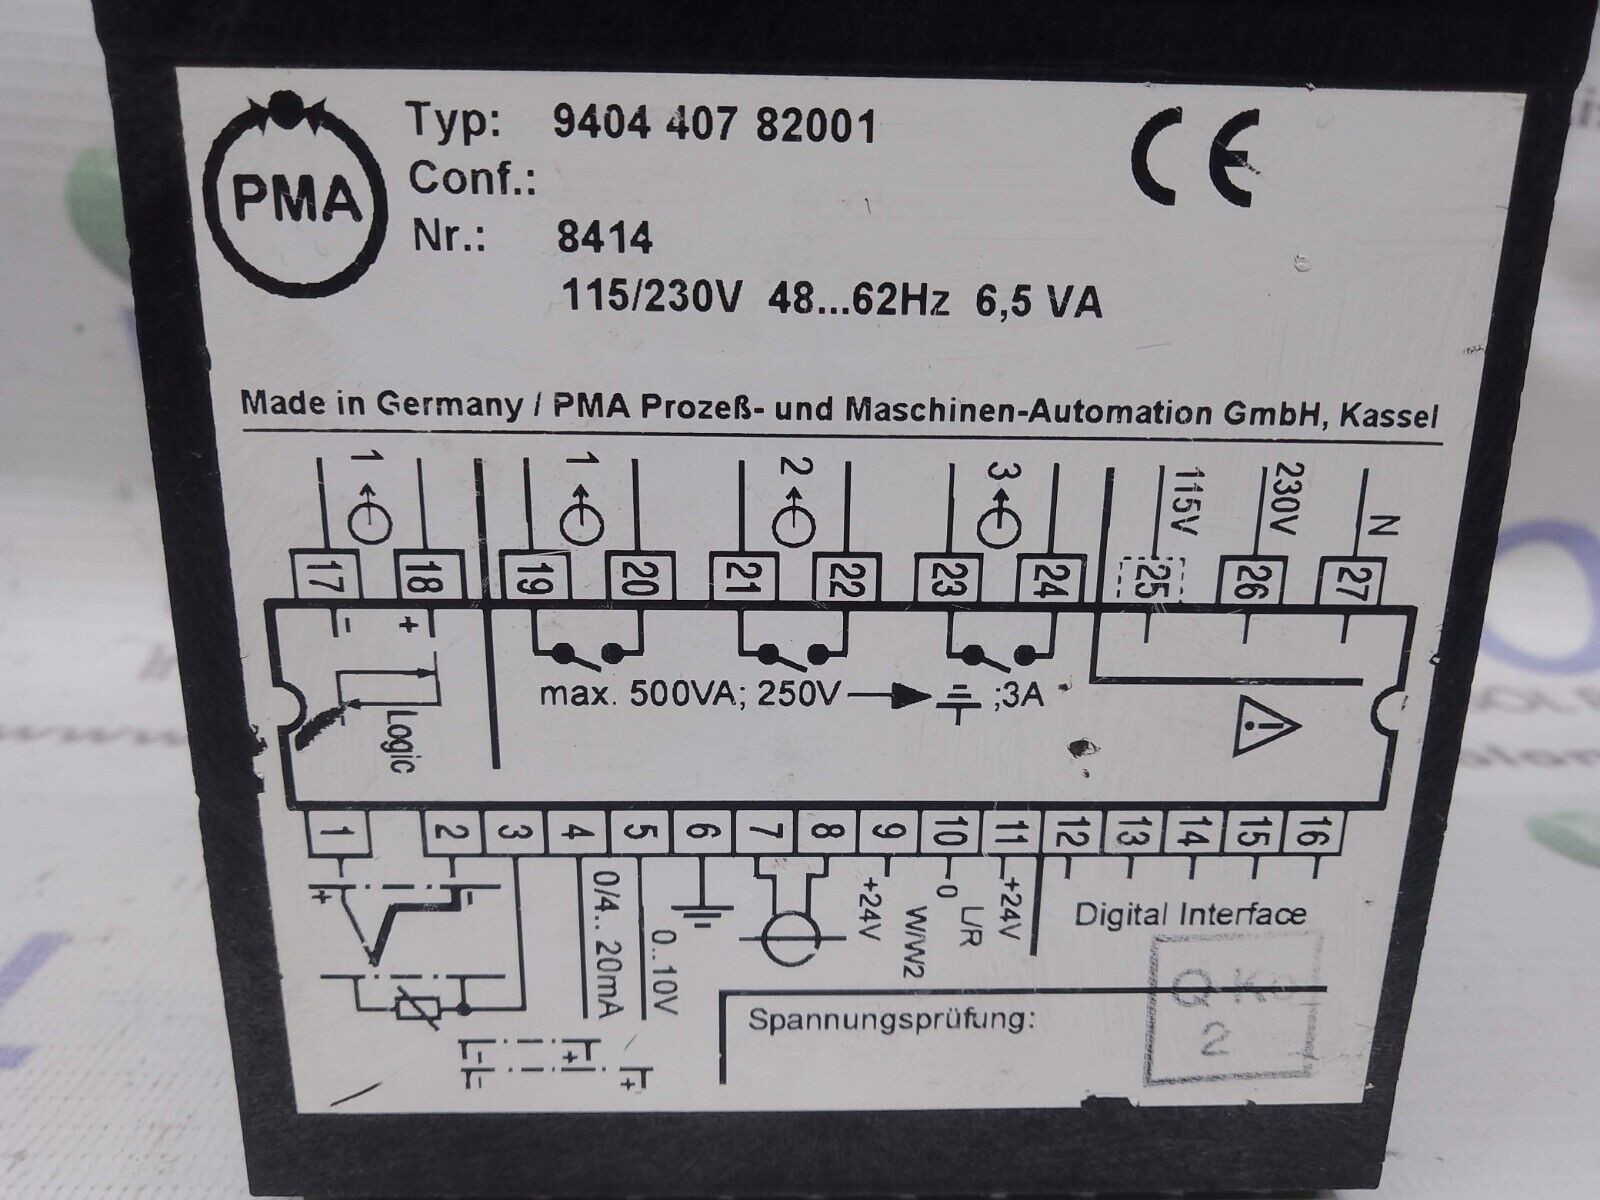 PMA
Typ: 9404 407 82001
Conf.:
Nr.: 8414
115/230V 48...62Hz 6,5 VA
CE
Made in Germany / PMA Prozeß- und Maschinen-Automation GmbH, Kassel
1 1 2 3 115V 230V N
17 18 19 20 21 22 23 24 25 26 27
- +
Logic
max. 500VA; 250V ;3A
1 2 3 4 5 6 7 8 9 10 11 12 13 14 15 16
+ -
0/4.. 20mA
0..10V
+24V
W/W2
0
L/R
+24V
Digital Interface
Spannungsprüfung:
- +
- +
2